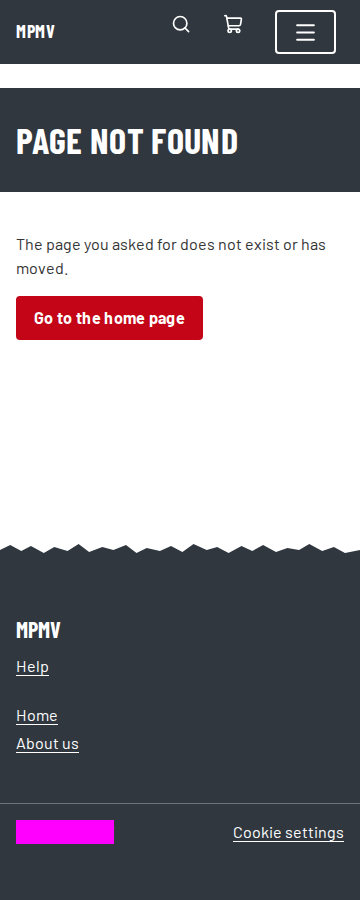 MPMV
PAGE NOT FOUND
The page you asked for does not exist or has
moved.
Go to the home page
MPMV
Help
Home
About us
Cookie settings